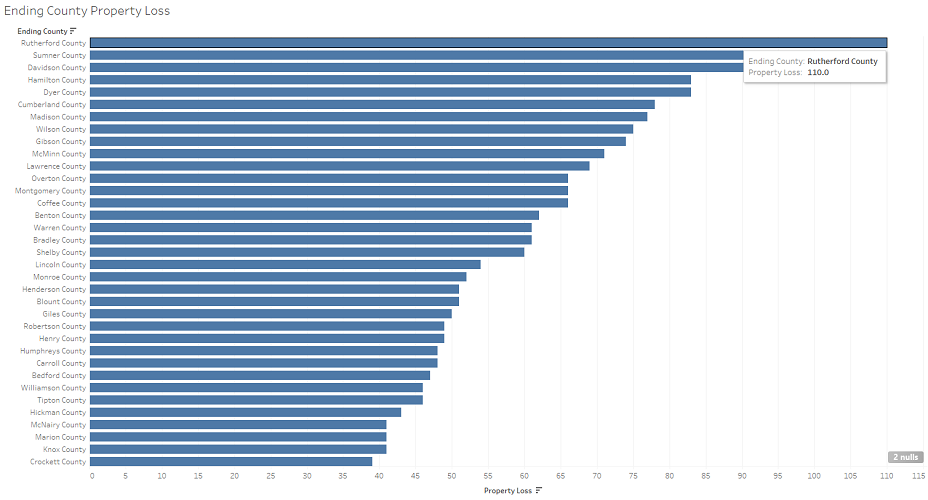 Ending County Property Loss
Ending County
Rutherford County
Sumner County
Davidson County
Hamilton County
Dyer County
Cumberland County
Madison County
Wilson County
Gibson County
McMinn County
Lawrence County
Overton County
Montgomery County
Coffee County
Benton County
Warren County
Bradley County
Shelby County
Lincoln County
Monroe County
Henderson County
Blount County
Giles County
Robertson County
Henry County
Humphreys County
Carroll County
Bedford County
Williamson County
Tipton County
Hickman County
McNairy County
Marion County
Knox County
Crockett County
Ending County: Rutherford County
Property Loss: 110.0
2 nulls
0 5 10 15 20 25 30 35 40 45 50 55 60 65 70 75 80 85 90 95 100 105 110 115
Property Loss